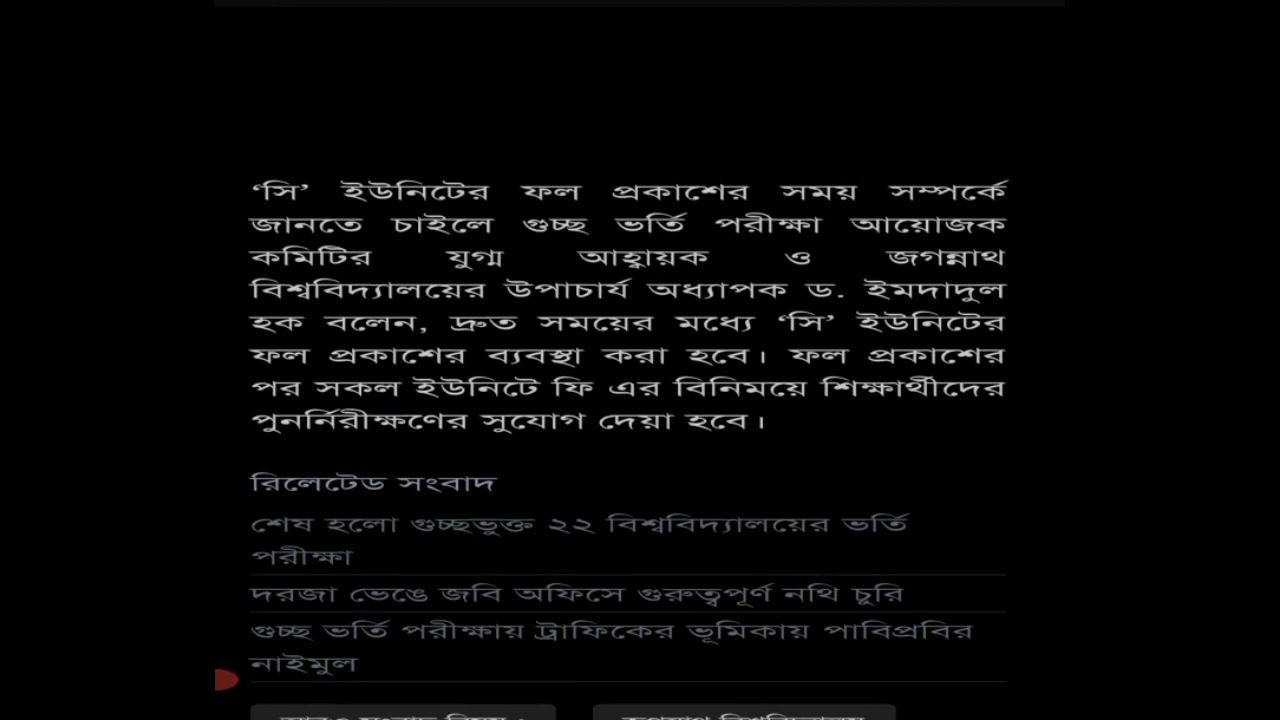 ‘সি’ ইউনিটের ফল প্রকাশের সময় সম্পর্কে
জানতে চাইলে গুচ্ছ ভর্তি পরীক্ষা আয়োজক
কমিটির যুগ্ম আহ্বায়ক ও জগন্নাথ
বিশ্ববিদ্যালয়ের উপাচার্য অধ্যাপক ড. ইমদাদুল
হক বলেন, দ্রুত সময়ের মধ্যে ‘সি’ ইউনিটের
ফল প্রকাশের ব্যবস্থা করা হবে। ফল প্রকাশের
পর সকল ইউনিটে ফি এর বিনিময়ে শিক্ষার্থীদের
পুনর্নিরীক্ষণের সুযোগ দেয়া হবে।
রিলেটেড সংবাদ
শেষ হলো গুচ্ছভুক্ত ২২ বিশ্ববিদ্যালয়ের ভর্তি
পরীক্ষা
দরজা ভেঙে জবি অফিসে গুরুত্বপূর্ণ নথি চুরি
গুচ্ছ ভর্তি পরীক্ষায় ট্রাফিকের ভূমিকায় পাবিপ্রবির
নাইমুল